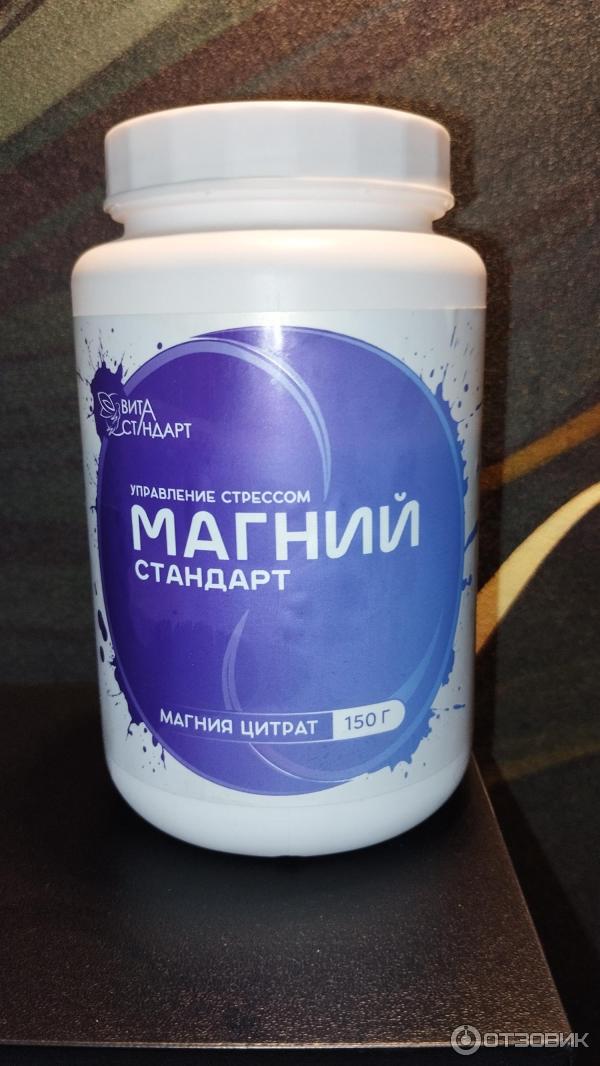 ВИТА
СТАНДАРТ
УПРАВЛЕНИЕ СТРЕССОМ
МАГНИЙ
СТАНДАРТ
МАГНИЯ ЦИТРАТ 150 Г
ОТЗОВИК